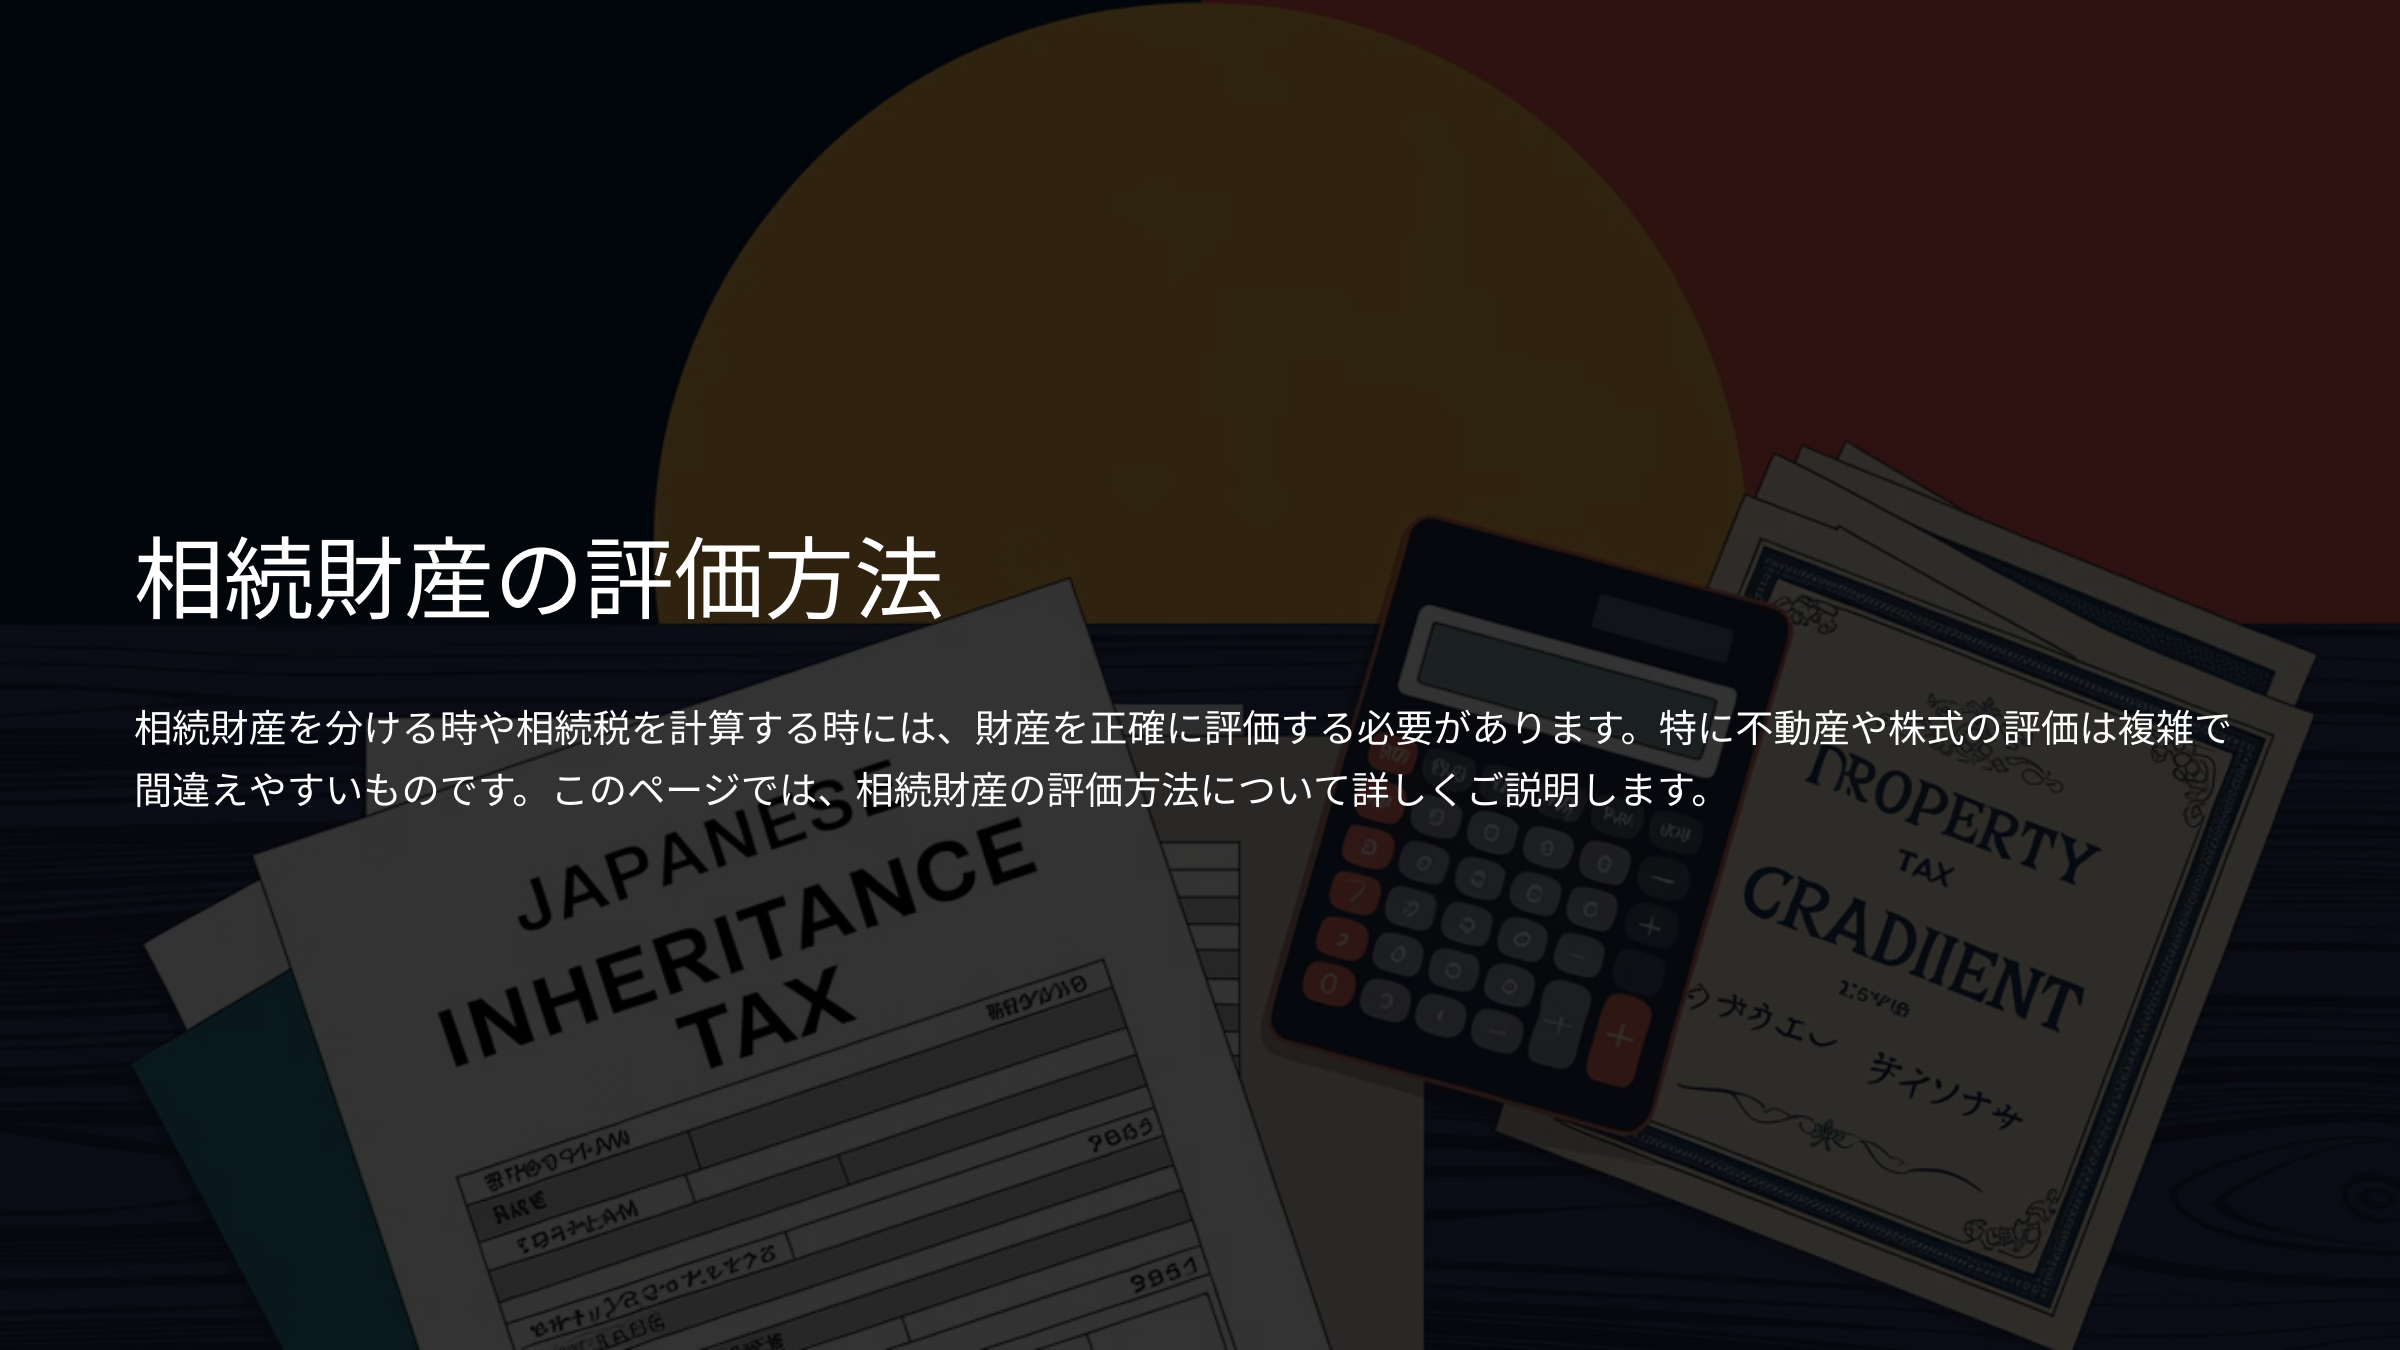 相続財産の評価方法
相続財産を分ける時や相続税を計算する時には、財産を正確に評価する必要があります。特に不動産や株式の評価は複雑で
間違えやすいものです。このページでは、相続財産の評価方法について詳しくご説明します。
JAPANESE
INHERITANCE
TAX
PROPERTY
TAX
CRADIIENT